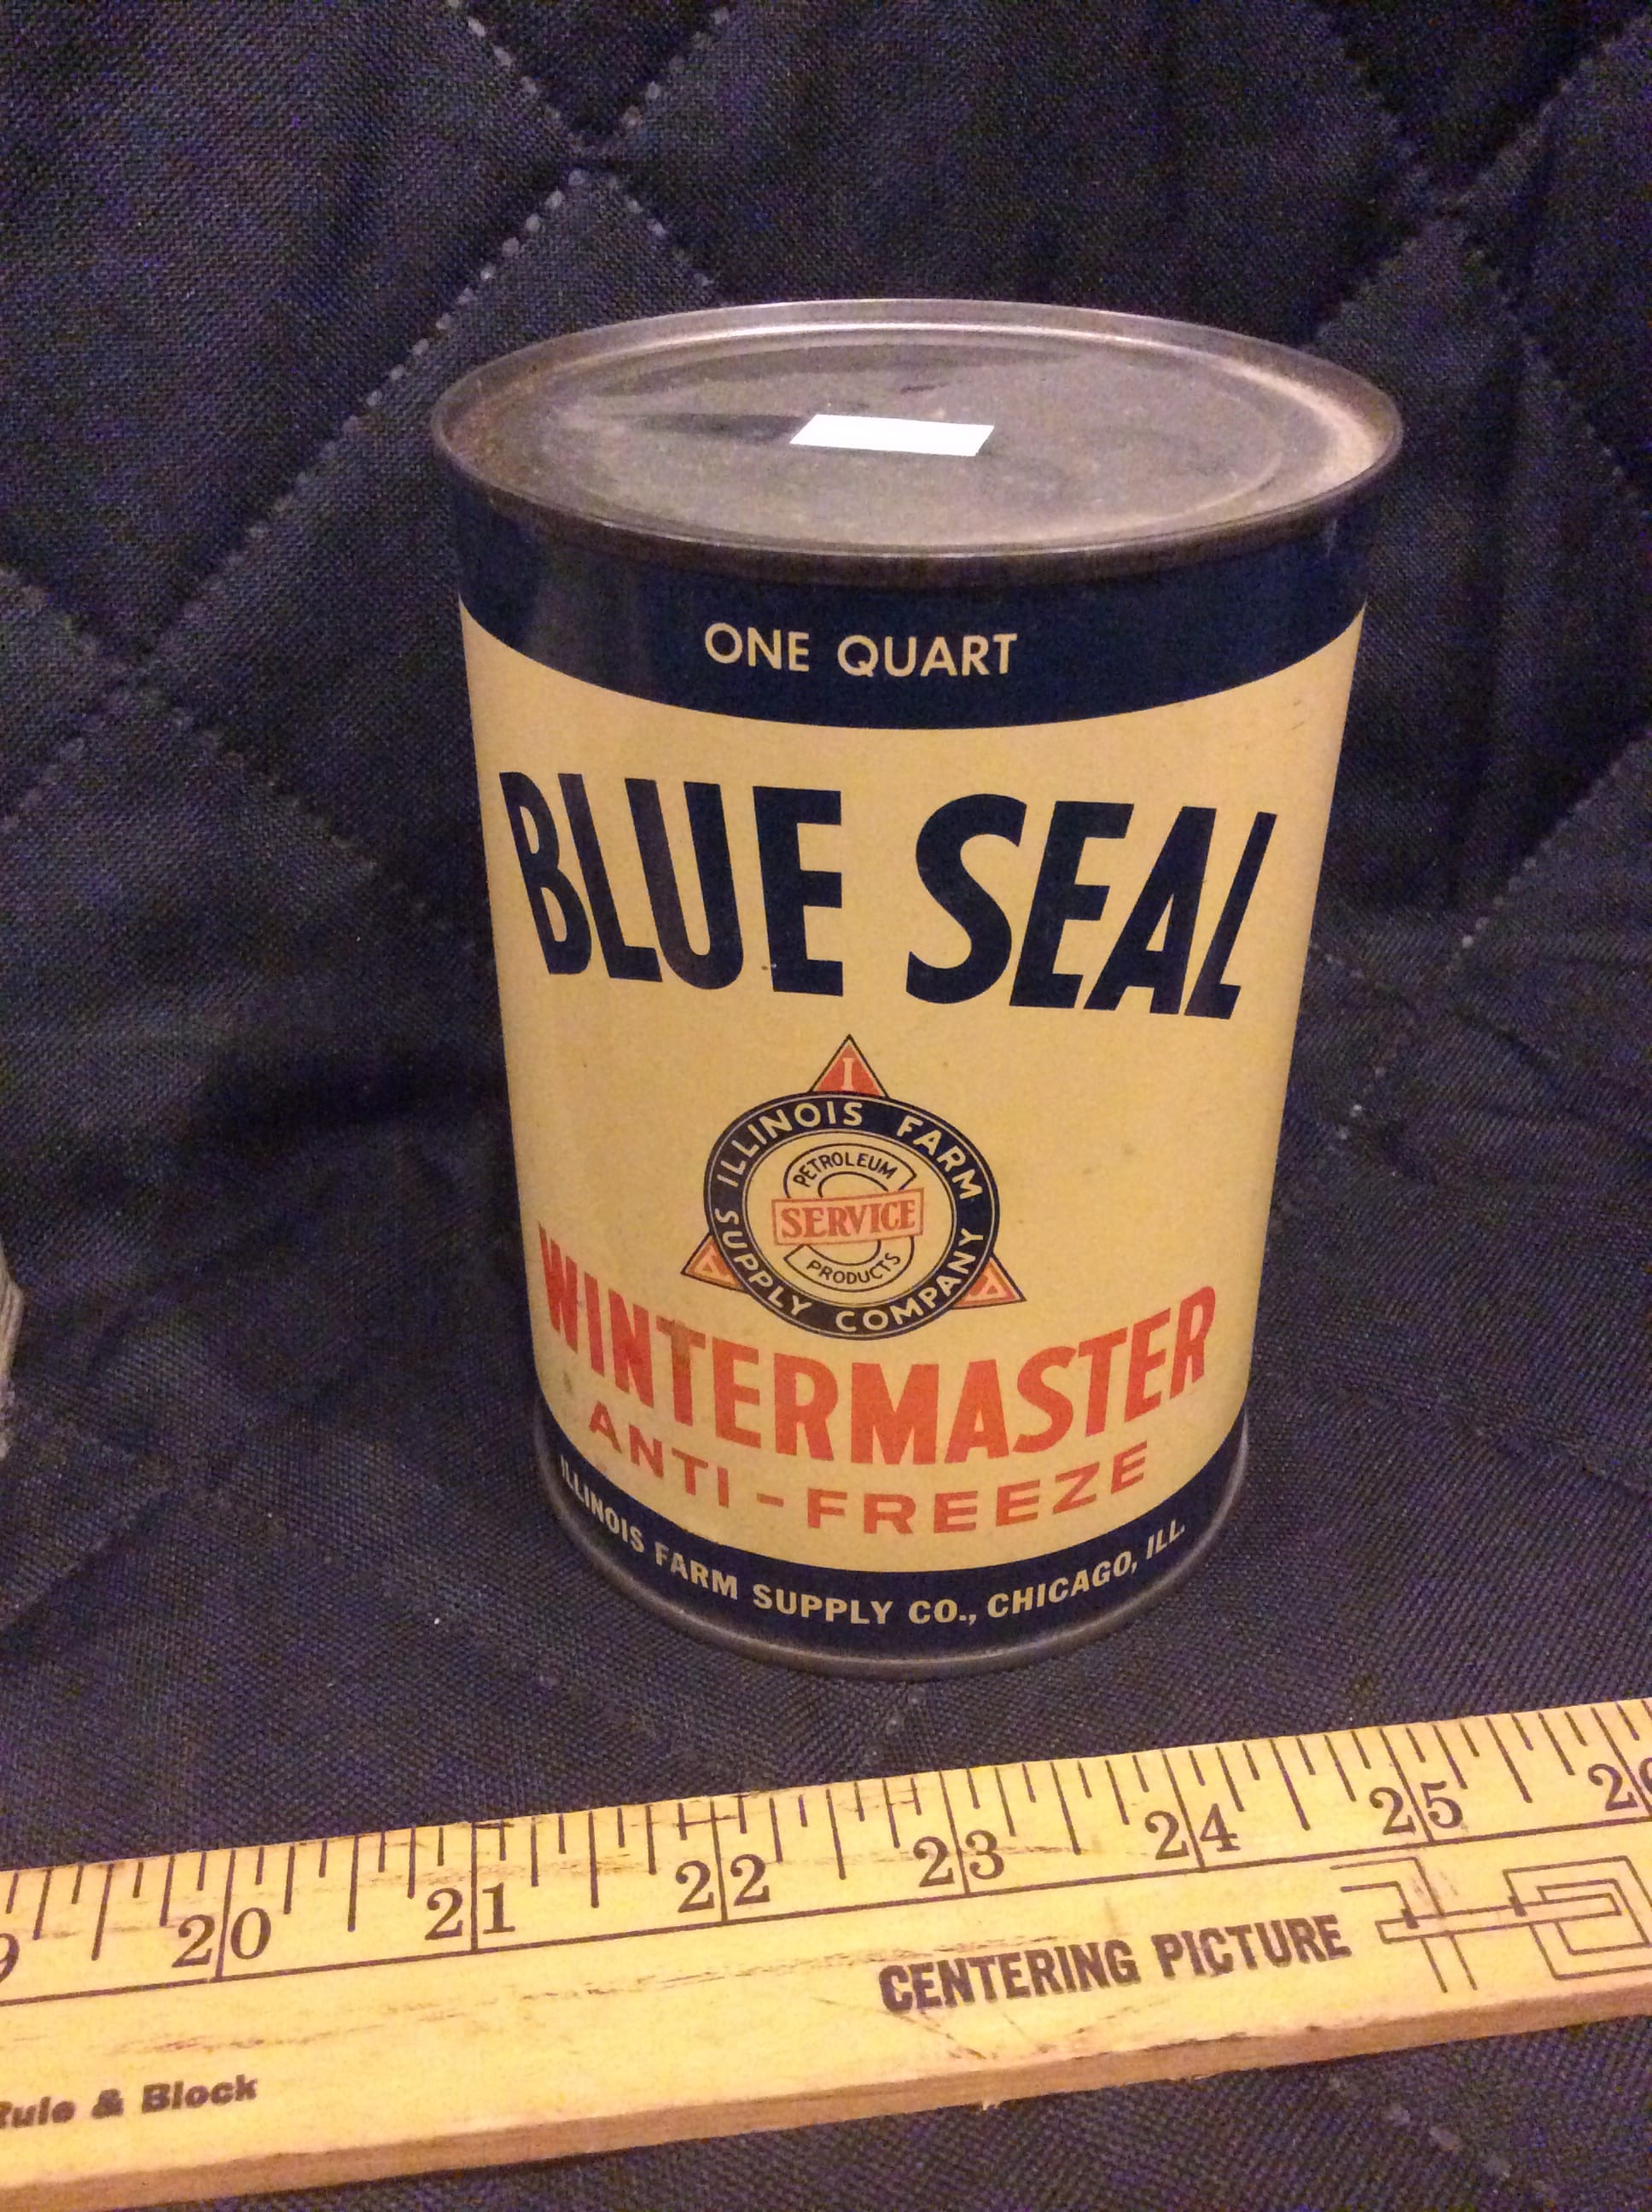 ONE QUART
BLUE SEAL
I
ILLINOIS FARM
SUPPLY COMPANY
PETROLEUM
SERVICE
PRODUCTS
WINTERMASTER
ANTI-FREEZE
ILLINOIS FARM SUPPLY CO., CHICAGO, ILL.
20 21 22 23 24 25
CENTERING PICTURE
Rule & Block